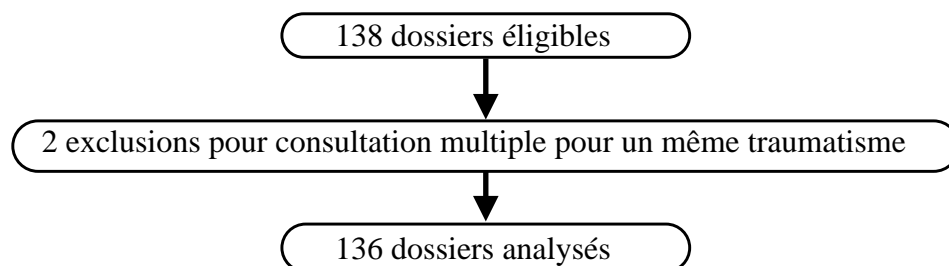 138 dossiers éligibles
2 exclusions pour consultation multiple pour un même traumatisme
136 dossiers analysés